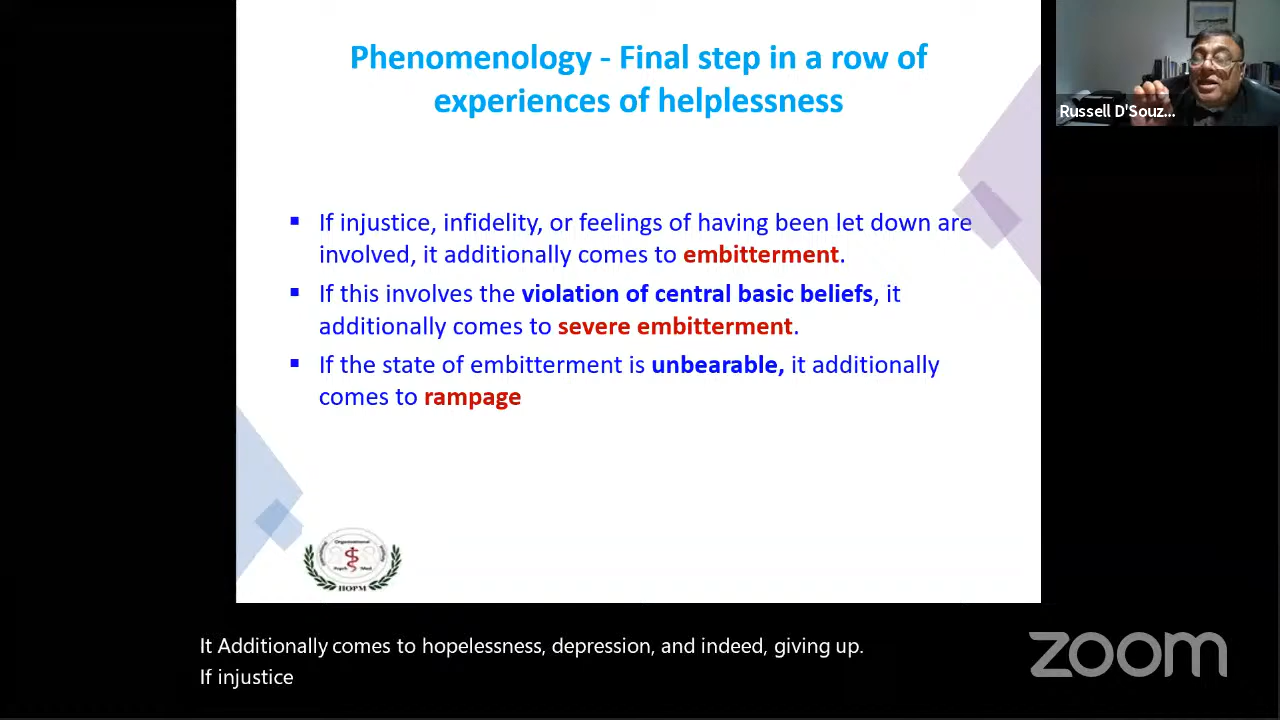 Phenomenology - Final step in a row of
experiences of helplessness
Russell D'Souz...
▪ If injustice, infidelity, or feelings of having been let down are
involved, it additionally comes to embitterment.
▪ If this involves the violation of central basic beliefs, it
additionally comes to severe embitterment.
▪ If the state of embitterment is unbearable, it additionally
comes to rampage
Organizational
IIOPM
It Additionally comes to hopelessness, depression, and indeed, giving up.
If injustice
zoom